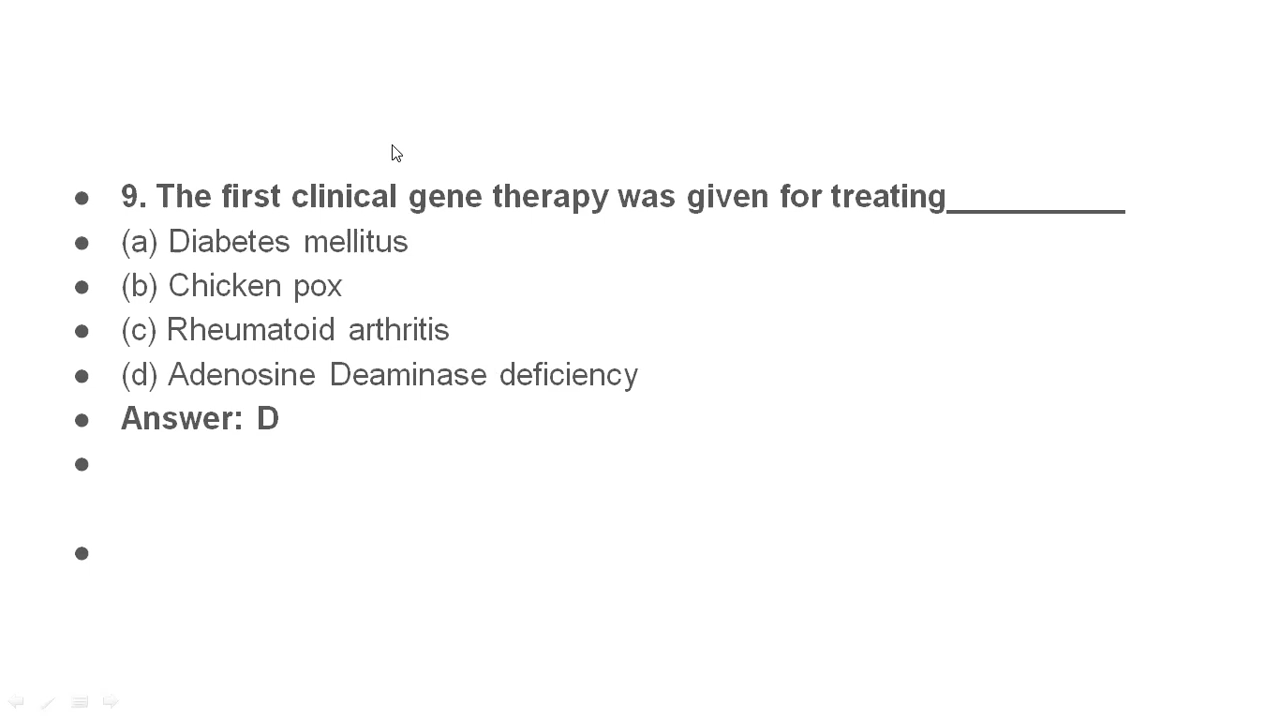 9. The first clinical gene therapy was given for treating___________
(a) Diabetes mellitus
(b) Chicken pox
(c) Rheumatoid arthritis
(d) Adenosine Deaminase deficiency
Answer: D